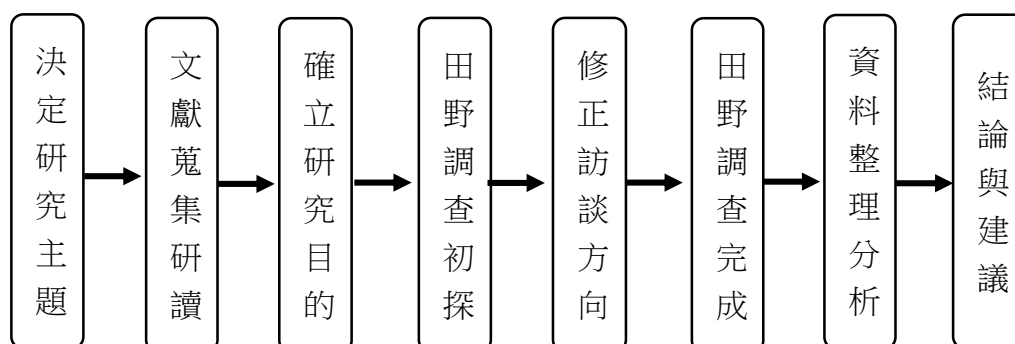 決定研究主題
文獻蒐集研讀
確立研究目的
田野調查初探
修正訪談方向
田野調查完成
資料整理分析
結論與建議